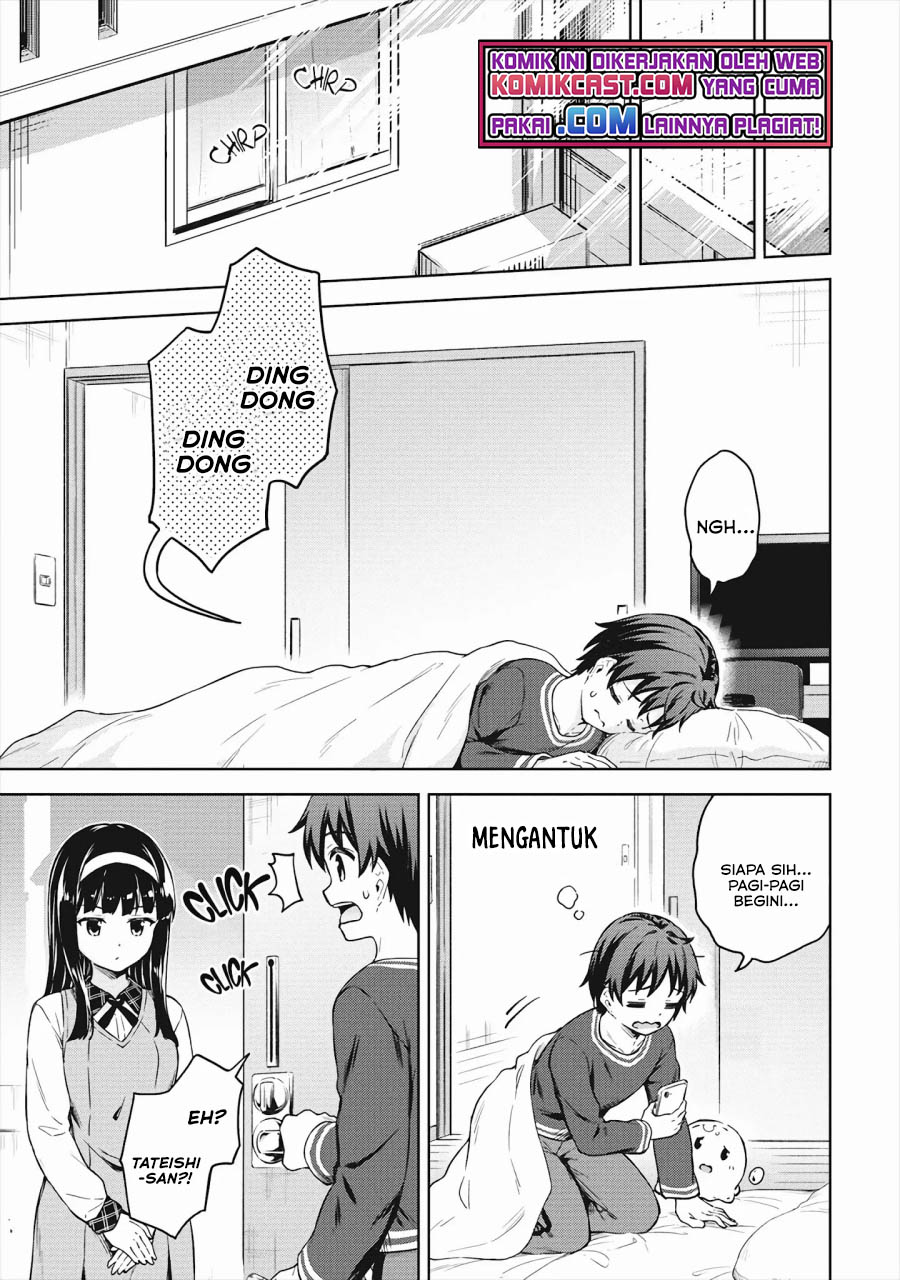 KOMIK INI DIKERJAKAN OLEH WEB
KOMIKCAST.COM YANG CUMA
PAKAI .COM LAINNYA PLAGIAT!
CHIRP
CHIRP
DING
DONG
DING
DONG
NGH...
SIAPA SIH...
PAGI-PAGI
BEGINI...
MENGANTUK
CLICK
CLICK
EH?
TATEISHI
-SAN?!